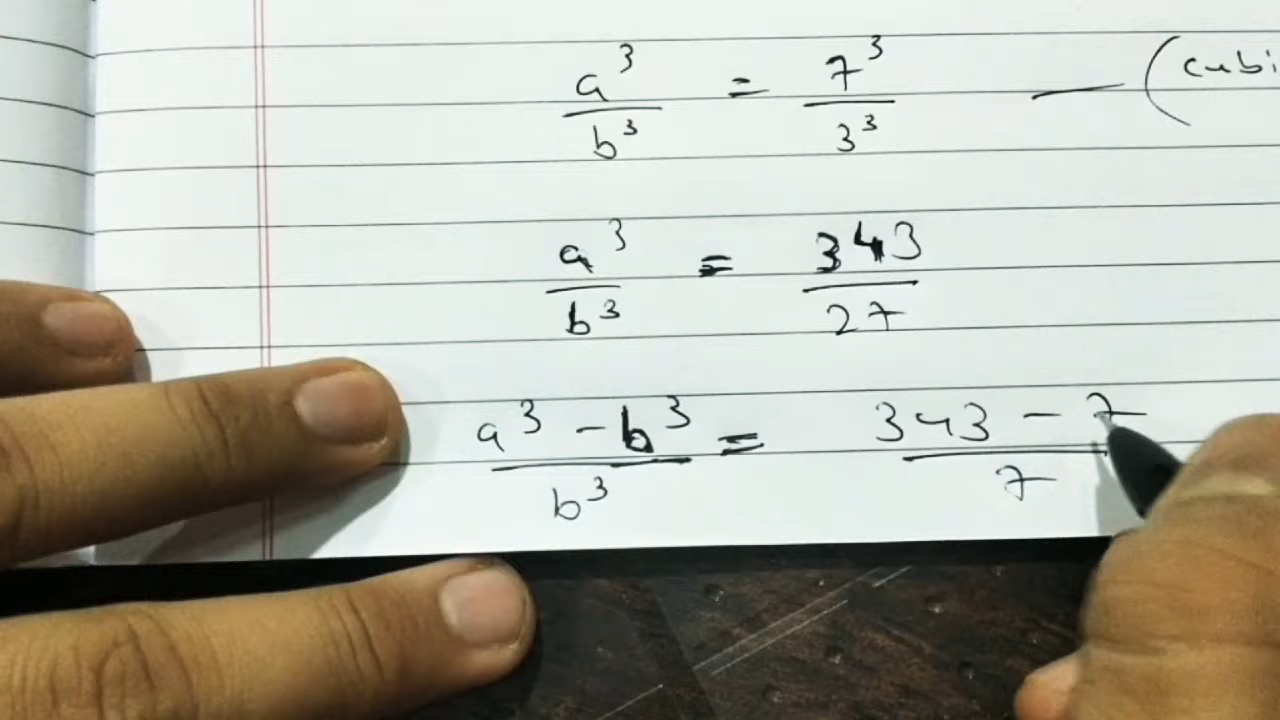 a³/b³ = 7³/3³ — (cubi
a³/b³ = 343/27
a³ - b³/b³ = 343 - 7/7